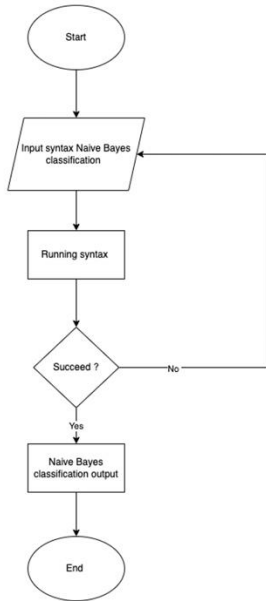 Start
Input syntax Naive Bayes
classification
Running syntax
Succeed ?
No
Yes
Naive Bayes
classification output
End